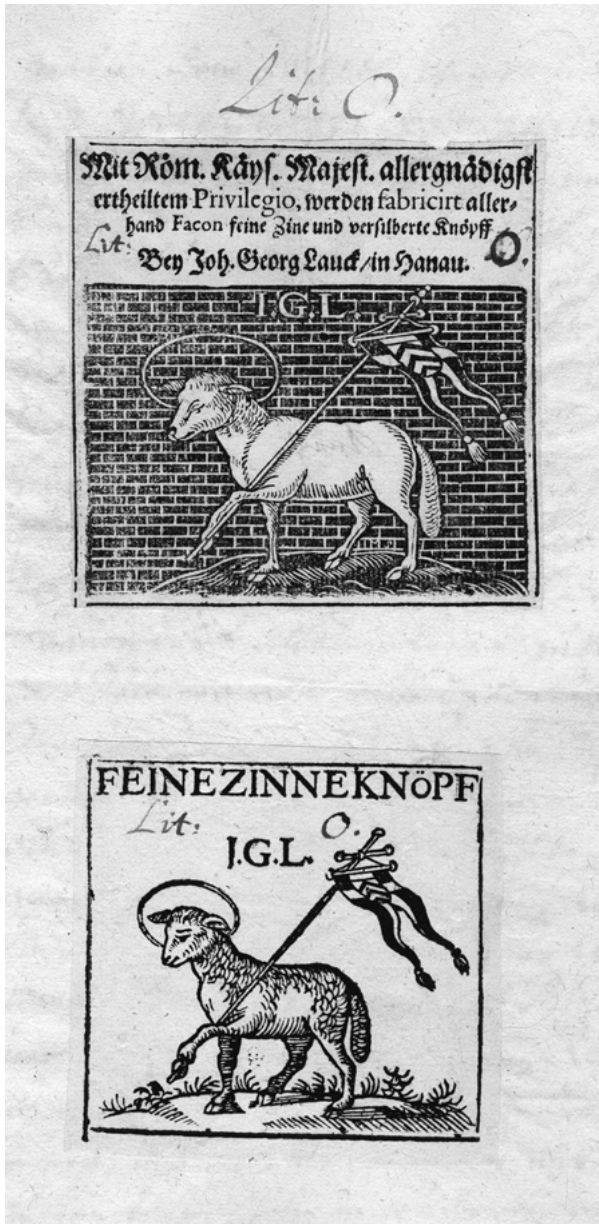 Lit: O.
Mit Röm. Käys. Majest. allergnädigst
ertheiltem Privilegio, werden fabricirt aller-
hand Facon feine Zine und versilberte Knöpff
Lit: O.
Bey Joh. Georg Lauck/in Hanau.
I.G.L.
FEINEZINNEKNöPF
Lit: O.
J.G.L.